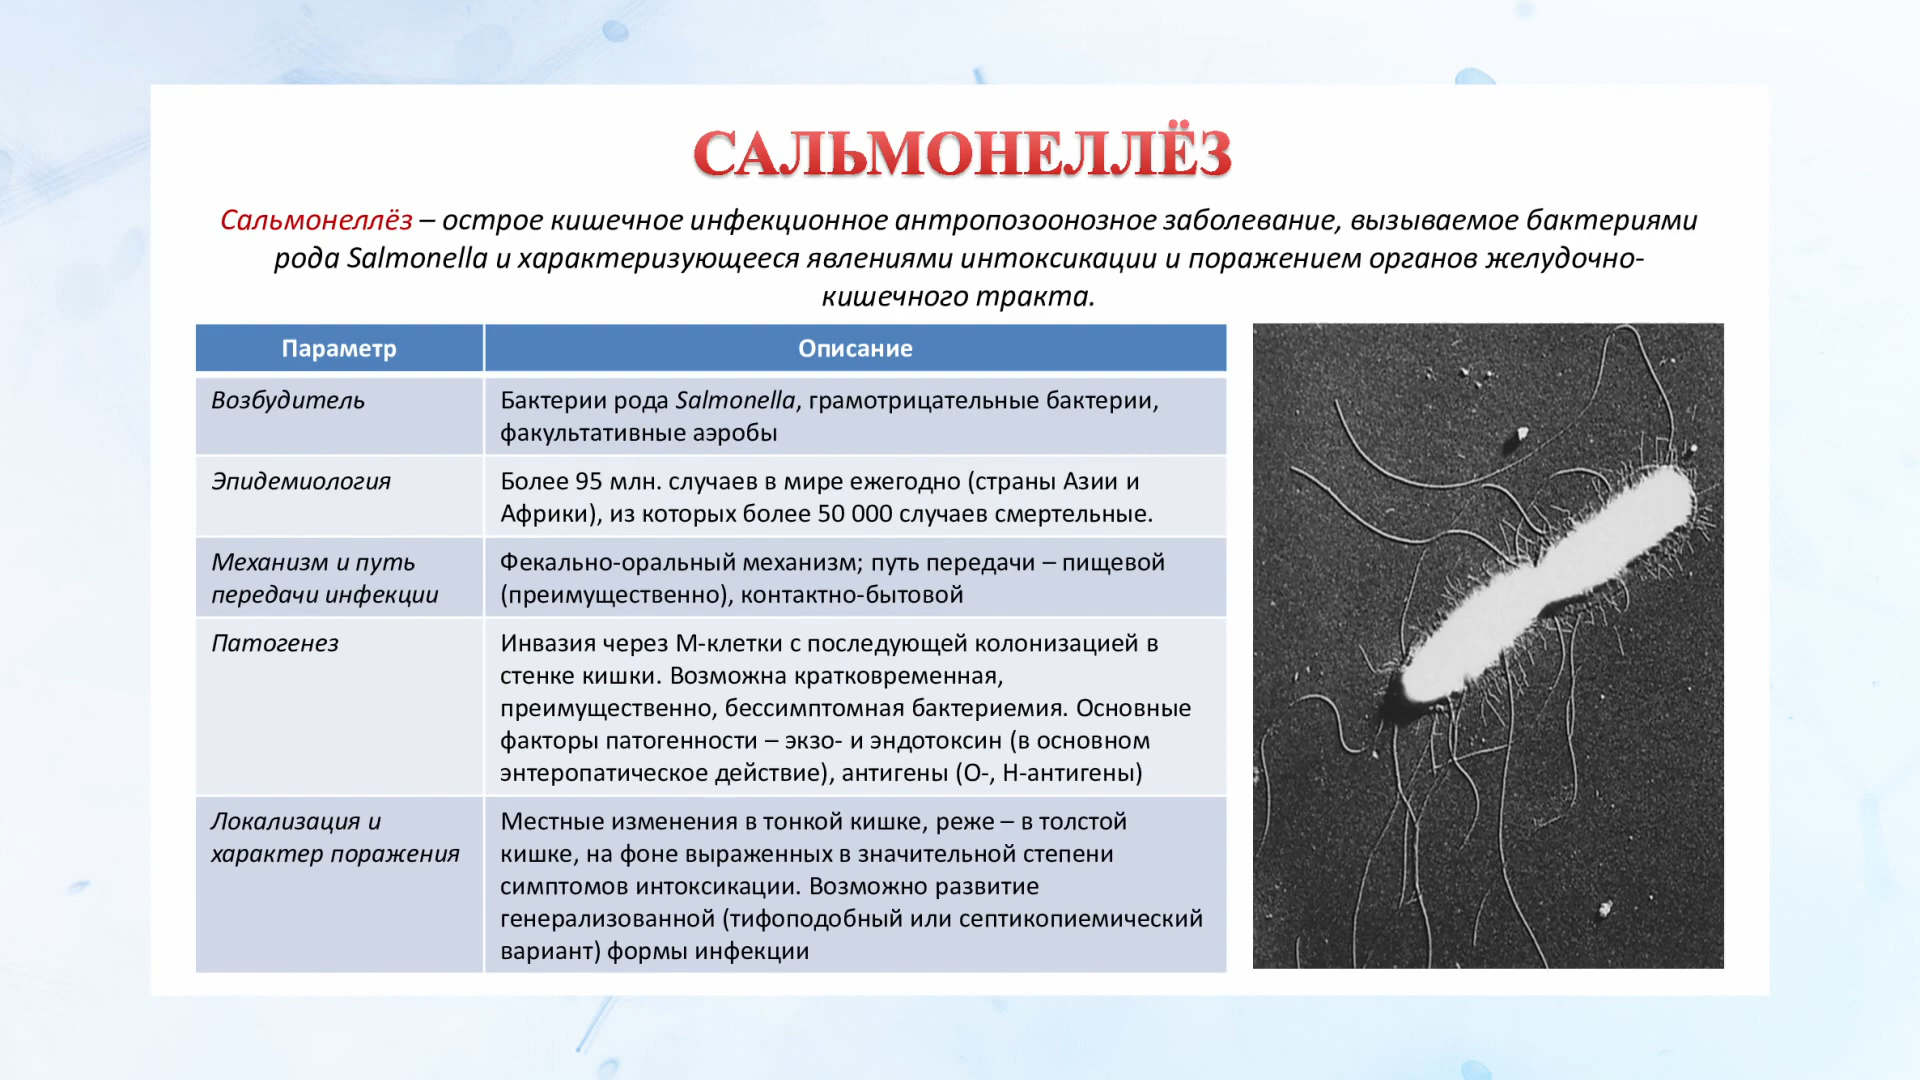 САЛЬМОНЕЛЛЁЗ
Сальмонеллёз – острое кишечное инфекционное антропозоонозное заболевание, вызываемое бактериями
рода Salmonella и характеризующееся явлениями интоксикации и поражением органов желудочно-
кишечного тракта.
Параметр
Описание
Возбудитель
Бактерии рода Salmonella, грамотрицательные бактерии,
факультативные аэробы
Эпидемиология
Более 95 млн. случаев в мире ежегодно (страны Азии и
Африки), из которых более 50 000 случаев смертельные.
Механизм и путь
передачи инфекции
Фекально-оральный механизм; путь передачи – пищевой
(преимущественно), контактно-бытовой
Патогенез
Инвазия через М-клетки с последующей колонизацией в
стенке кишки. Возможна кратковременная,
преимущественно, бессимптомная бактериемия. Основные
факторы патогенности – экзо- и эндотоксин (в основном
энтеропатическое действие), антигены (О-, Н-антигены)
Локализация и
характер поражения
Местные изменения в тонкой кишке, реже – в толстой
кишке, на фоне выраженных в значительной степени
симптомов интоксикации. Возможно развитие
генерализованной (тифоподобный или септикопиемический
вариант) формы инфекции